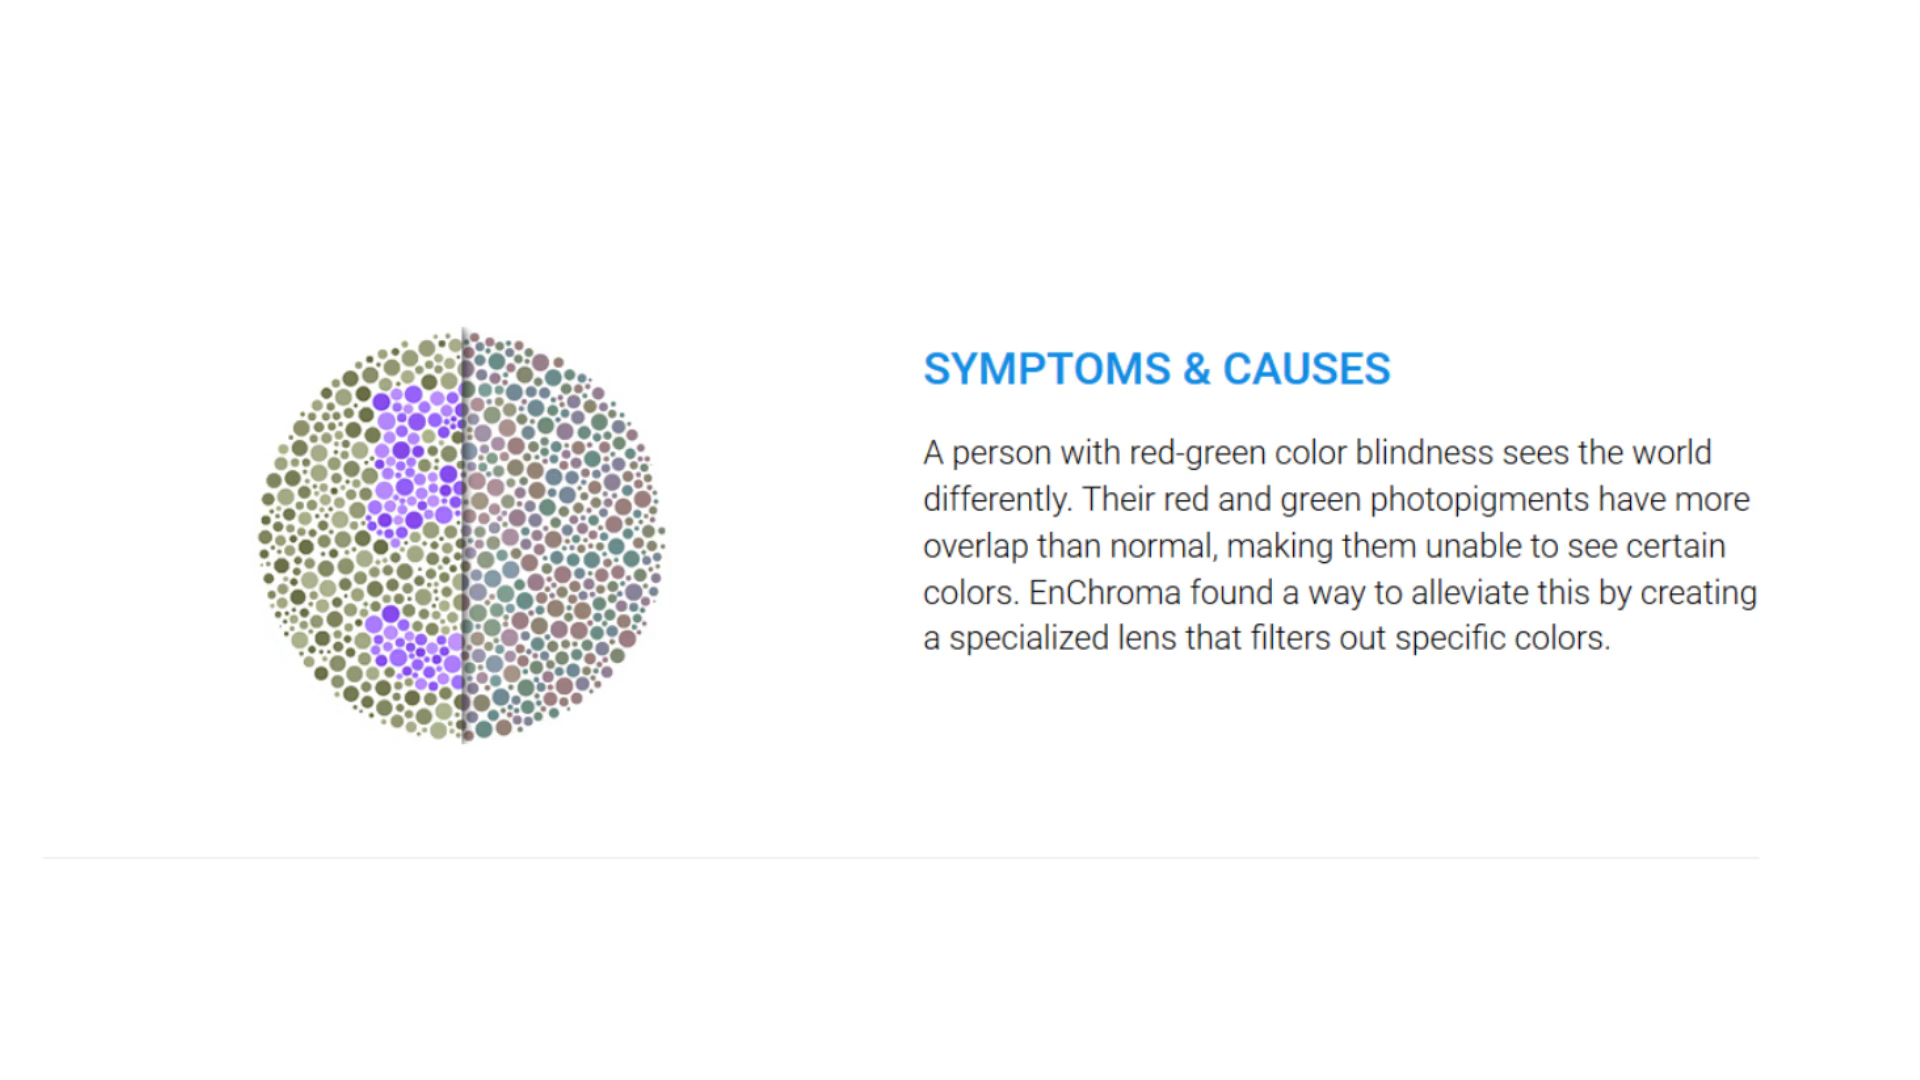 SYMPTOMS & CAUSES
A person with red-green color blindness sees the world
differently. Their red and green photopigments have more
overlap than normal, making them unable to see certain
colors. EnChroma found a way to alleviate this by creating
a specialized lens that filters out specific colors.